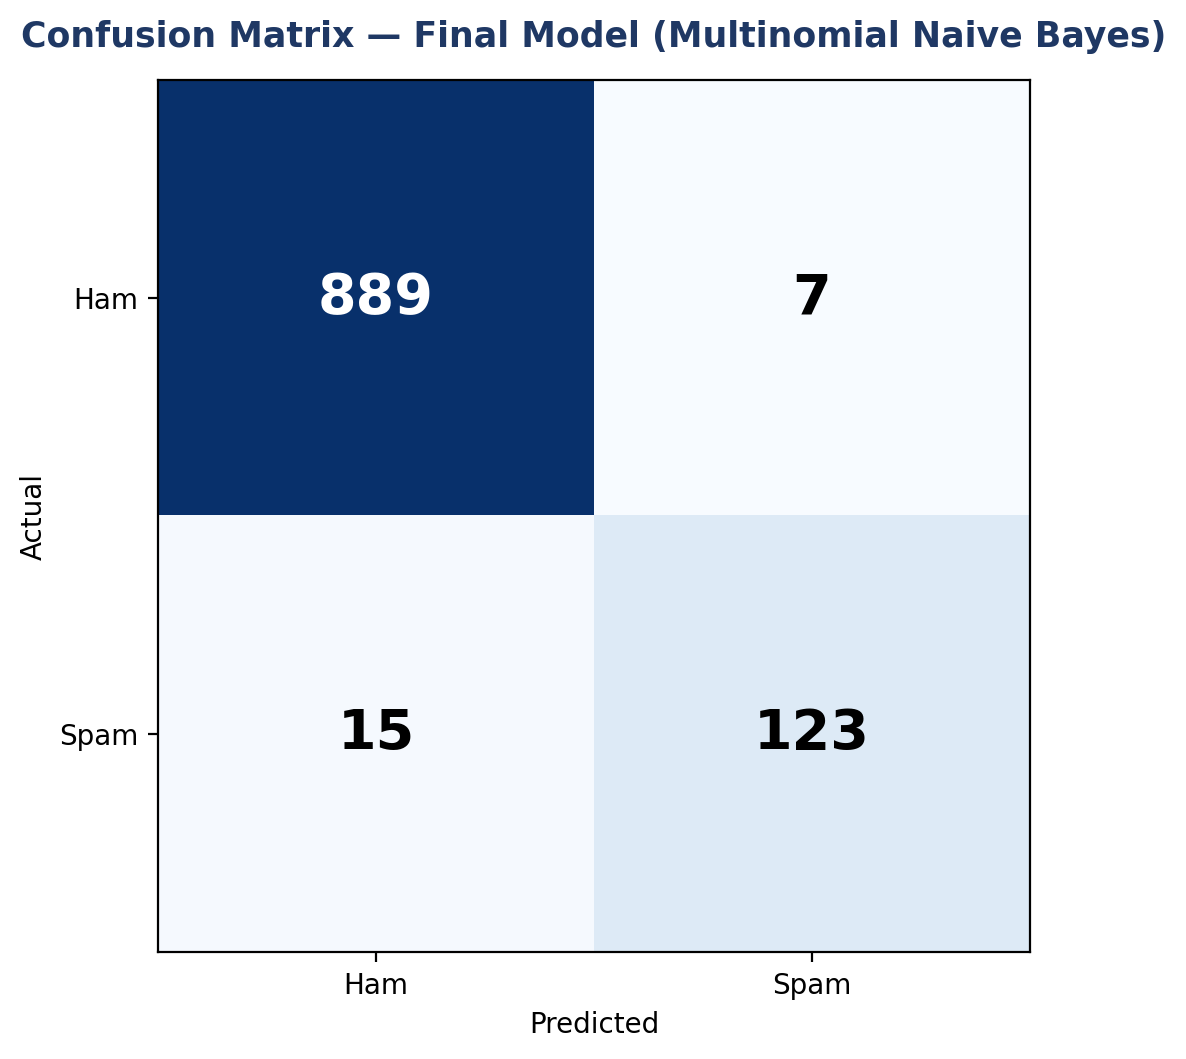 Confusion Matrix — Final Model (Multinomial Naive Bayes)
Ham
889
7
Actual
Spam
15
123
Ham
Spam
Predicted